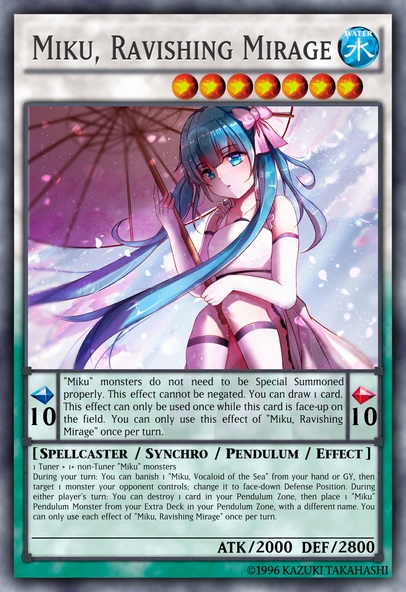 Miku, Ravishing Mirage
WATER
水
"Miku" monsters do not need to be Special Summoned
properly. This effect cannot be negated. You can draw 1 card.
This effect can only be used once while this card is face-up on
the field. You can only use this effect of "Miku, Ravishing
Mirage" once per turn.
10
10
[ Spellcaster / Synchro / Pendulum / Effect ]
1 Tuner + 1+ non-Tuner "Miku" monsters
During your turn: You can banish 1 "Miku, Vocaloid of the Sea" from your hand or GY, then
target 1 monster your opponent controls; change it to face-down Defense Position. During
either player's turn: You can destroy 1 card in your Pendulum Zone, then place 1 "Miku"
Pendulum Monster from your Extra Deck in your Pendulum Zone, with a different name. You
can only use each effect of "Miku, Ravishing Mirage" once per turn.
ATK/2000 DEF/2800
©1996 KAZUKI TAKAHASHI